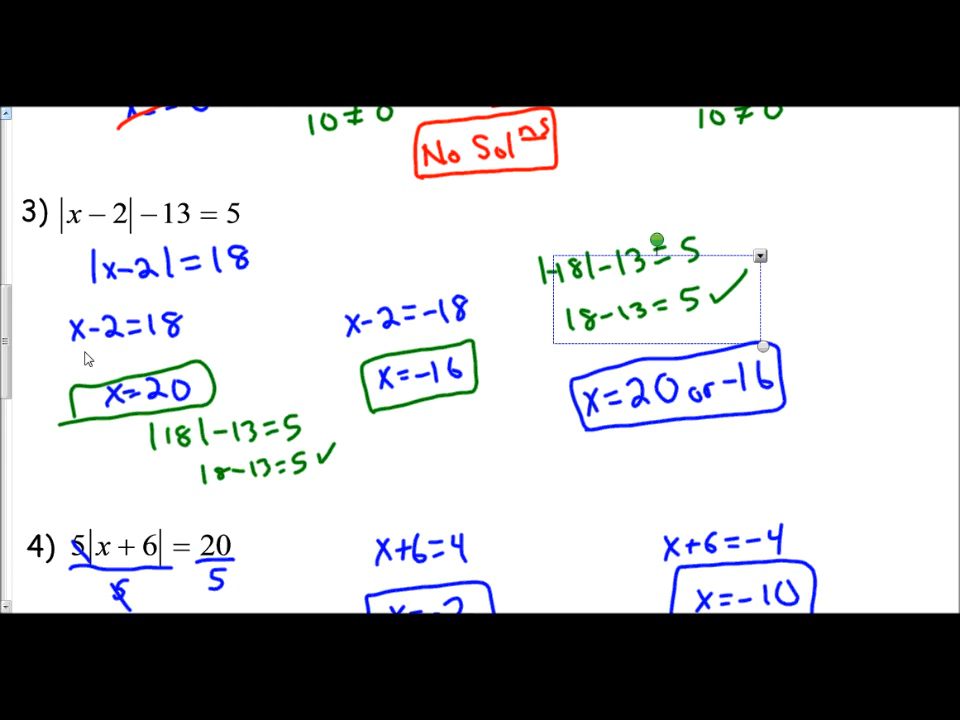 10 ≠ 0
No Sol ns
10 ≠ 0
3) |x − 2| − 13 = 5
|x-2| = 18
|-18| - 13 = 5
18 - 13 = 5 ✓
x-2=18
x-2=-18
x=20
x=-16
x=20 or -16
|18| - 13 = 5
18-13=5 ✓
4) 5|x + 6| = 20
5 5
x+6=4
x+6=-4
x=-2
x=-10